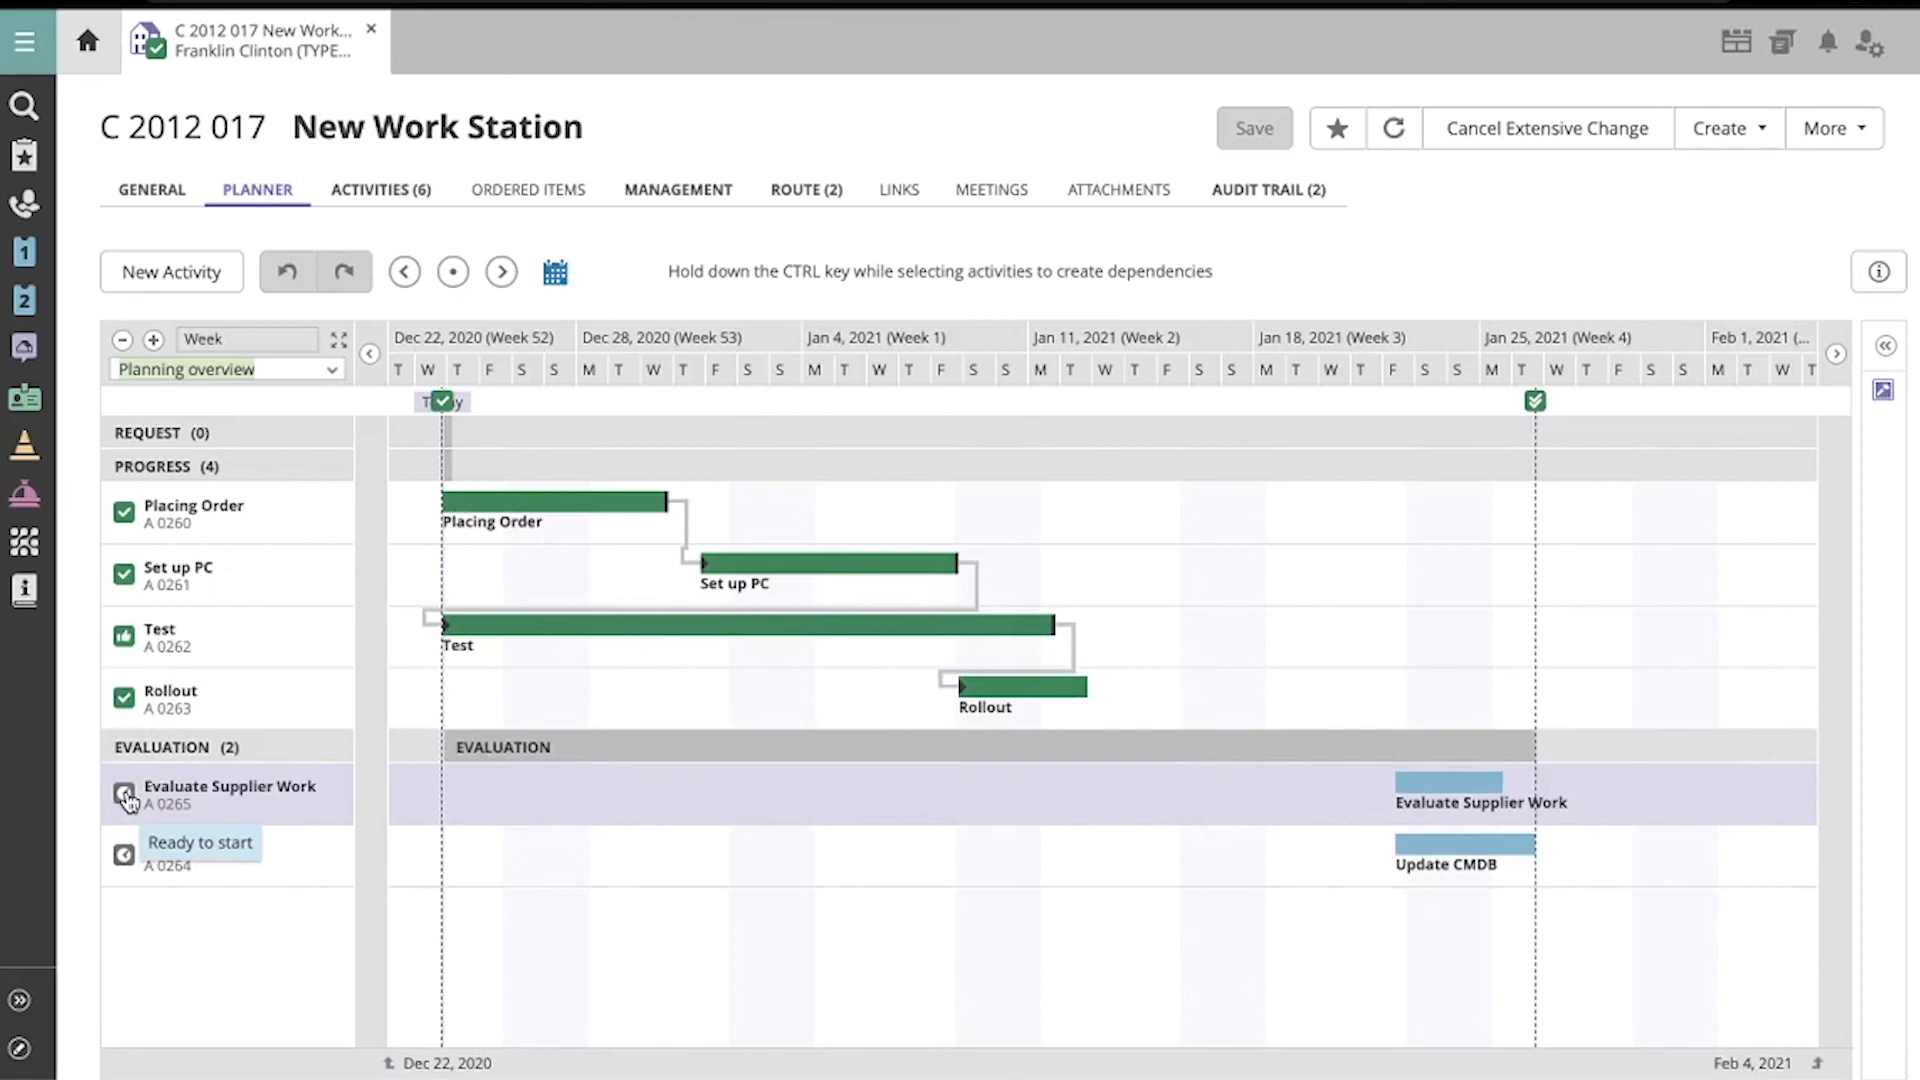 C 2012 017 New Work...
Franklin Clinton (TYPE...
C 2012 017 New Work Station
Save
Cancel Extensive Change
Create
More
GENERAL PLANNER ACTIVITIES (6) ORDERED ITEMS MANAGEMENT ROUTE (2) LINKS MEETINGS ATTACHMENTS AUDIT TRAIL (2)
New Activity
Hold down the CTRL key while selecting activities to create dependencies
Week
Dec 22, 2020 (Week 52) Dec 28, 2020 (Week 53) Jan 4, 2021 (Week 1) Jan 11, 2021 (Week 2) Jan 18, 2021 (Week 3) Jan 25, 2021 (Week 4) Feb 1, 2021 (...
Planning overview
T W T F S S M T W T F S S M T W T F S S M T W T F S S M T W T F S S M T W T F S S M T W T
1
2
REQUEST (0)
PROGRESS (4)
Placing Order
A 0260
Placing Order
Set up PC
A 0261
Set up PC
Test
A 0262
Test
Rollout
A 0263
Rollout
EVALUATION (2)
EVALUATION
Evaluate Supplier Work
A 0265
Evaluate Supplier Work
Ready to start
A 0264
Update CMDB
Dec 22, 2020
Feb 4, 2021